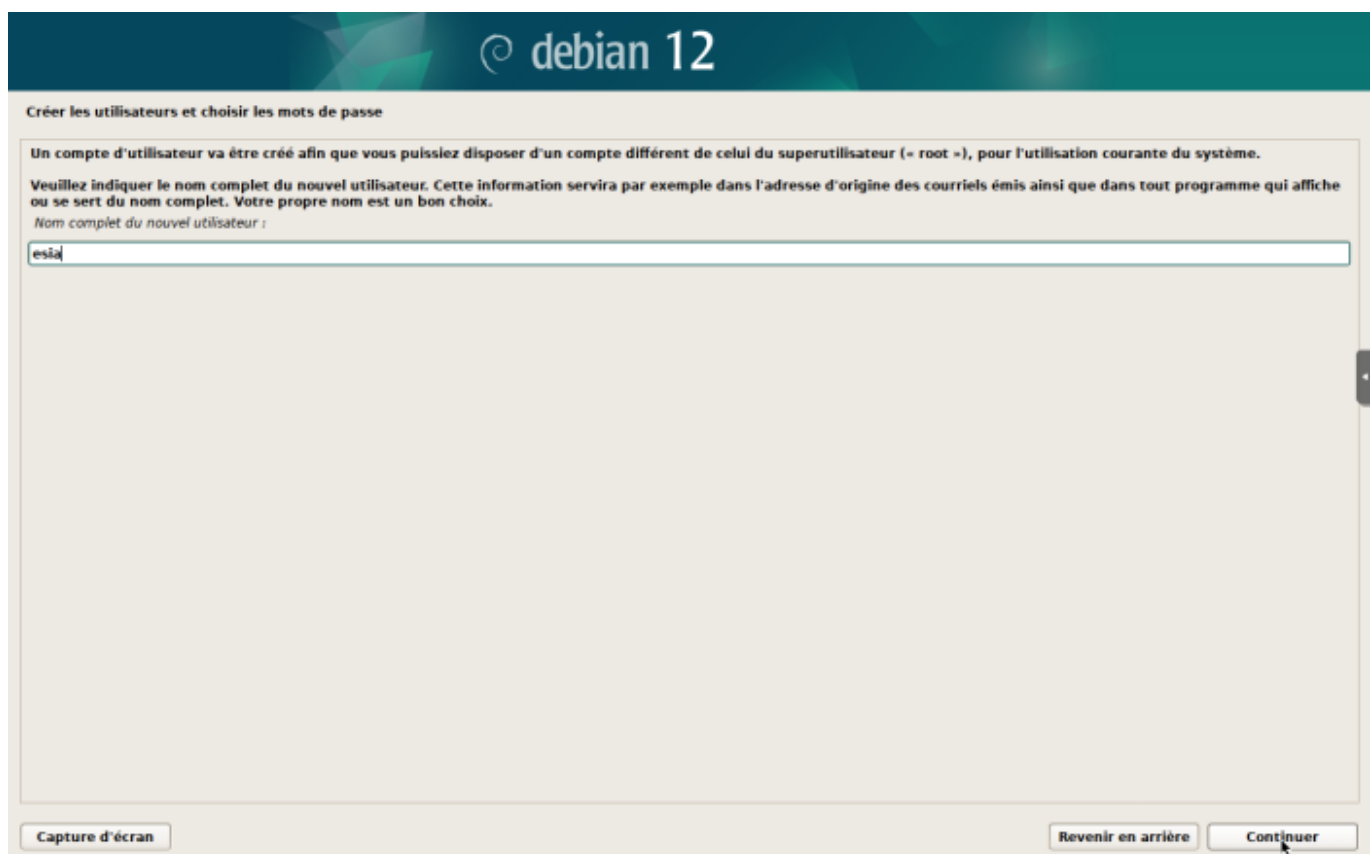 debian 12
Créer les utilisateurs et choisir les mots de passe
Un compte d'utilisateur va être créé afin que vous puissiez disposer d'un compte différent de celui du superutilisateur (« root »), pour l'utilisation courante du système.
Veuillez indiquer le nom complet du nouvel utilisateur. Cette information servira par exemple dans l'adresse d'origine des courriels émis ainsi que dans tout programme qui affiche
ou se sert du nom complet. Votre propre nom est un bon choix.
Nom complet du nouvel utilisateur :
esia
Capture d'écran
Revenir en arrière
Continuer